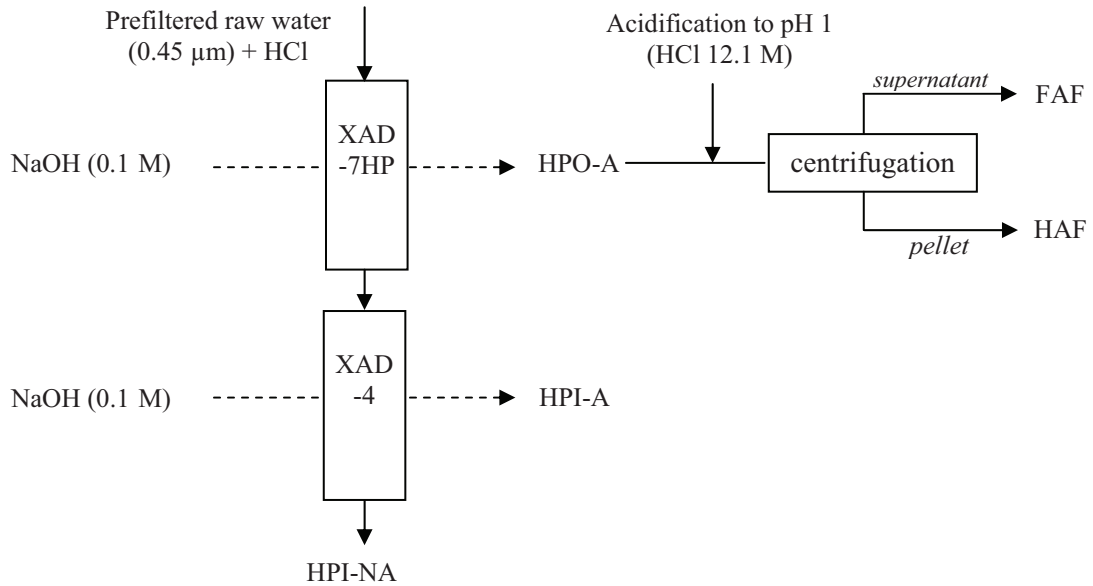 Prefiltered raw water
(0.45 µm) + HCl
Acidification to pH 1
(HCl 12.1 M)
supernatant
FAF
XAD
-7HP
NaOH (0.1 M)
HPO-A
centrifugation
pellet
HAF
XAD
-4
NaOH (0.1 M)
HPI-A
HPI-NA